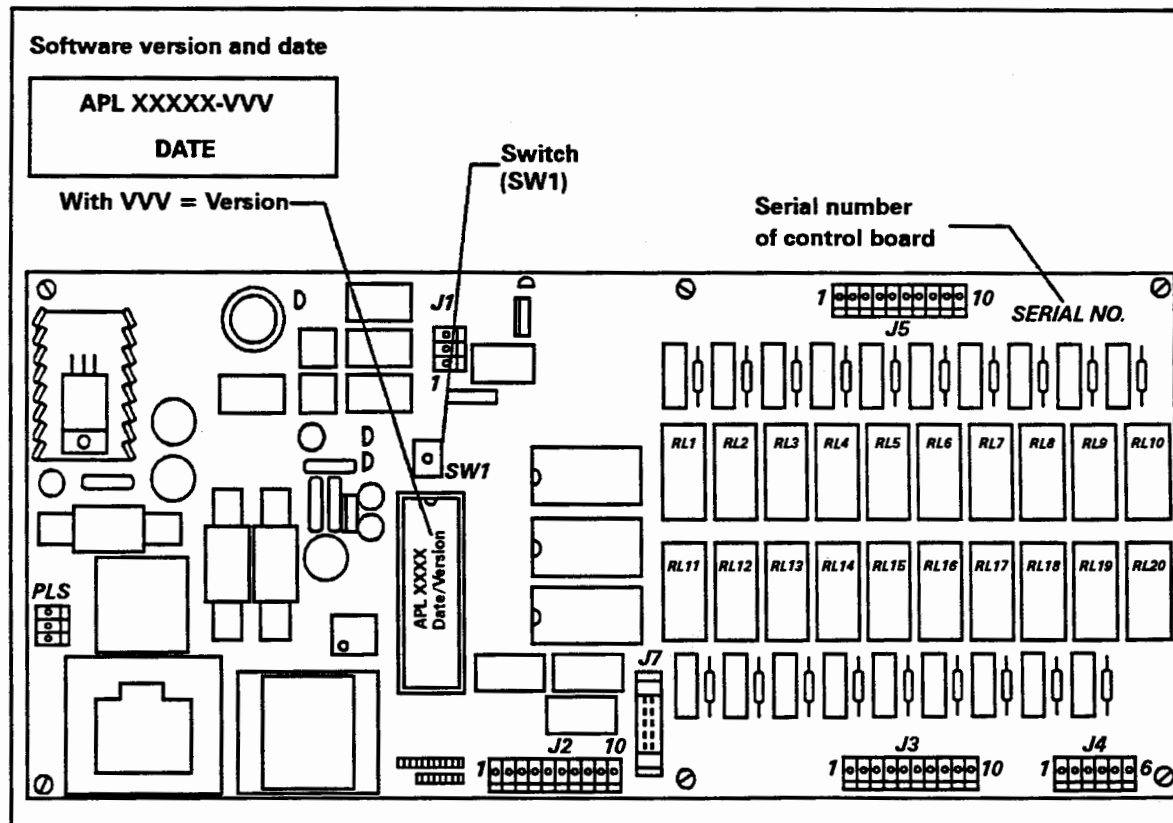 Software version and date
APL XXXXX-VVV
DATE
With VVV = Version
Switch
(SW1)
Serial number
of control board
J1
1
SW1
1 10
J5
SERIAL NO.
RL1 RL2 RL3 RL4 RL5 RL6 RL7 RL8 RL9 RL10
RL11 RL12 RL13 RL14 RL15 RL16 RL17 RL18 RL19 RL20
APL XXXX
Date/Version
PLS
J7
J2
1 10
J3
1 10
J4
1 6